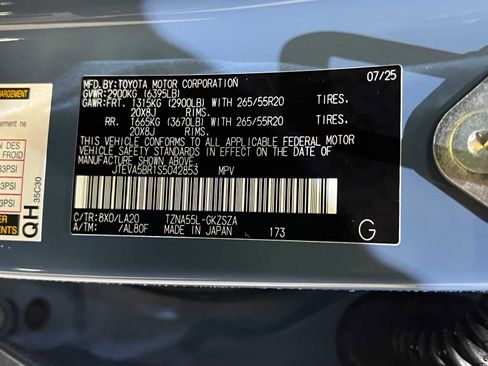 MFD.BY:TOYOTA MOTOR CORPORATION 07/25
GVWR:2900KG (6395LB)
GAWR:FRT. 1315KG (2900LB) WITH 265/55R20 TIRES.
20X8J RIMS.
RR. 1665KG (3670LB) WITH 265/55R20 TIRES.
20X8J RIMS.
THIS VEHICLE CONFORMS TO ALL APPLICABLE FEDERAL MOTOR
VEHICLE SAFETY STANDARDS IN EFFECT ON THE DATE OF
MANUFACTURE SHOWN ABOVE.
JTEVA5BRTS5042853 MPV
C/TR:8X0/LA20 TZNA55L-GKZSZA
A/TM: /AL80F MADE IN JAPAN 173
G
QH
35C30